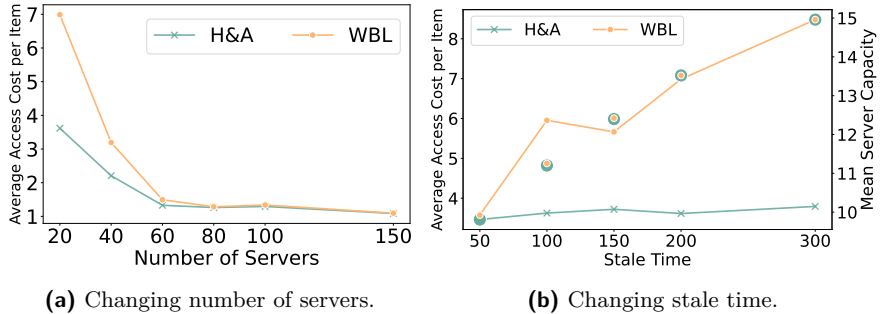 Average Access Cost per Item
7
6
5
4
3
2
1
H&A
WBL
20 40 60 80 100 150
Number of Servers
(a) Changing number of servers.
Average Access Cost per Item
8
7
6
5
4
H&A
WBL
15
14
13
12
11
10
Mean Server Capacity
50 100 150 200 300
Stale Time
(b) Changing stale time.